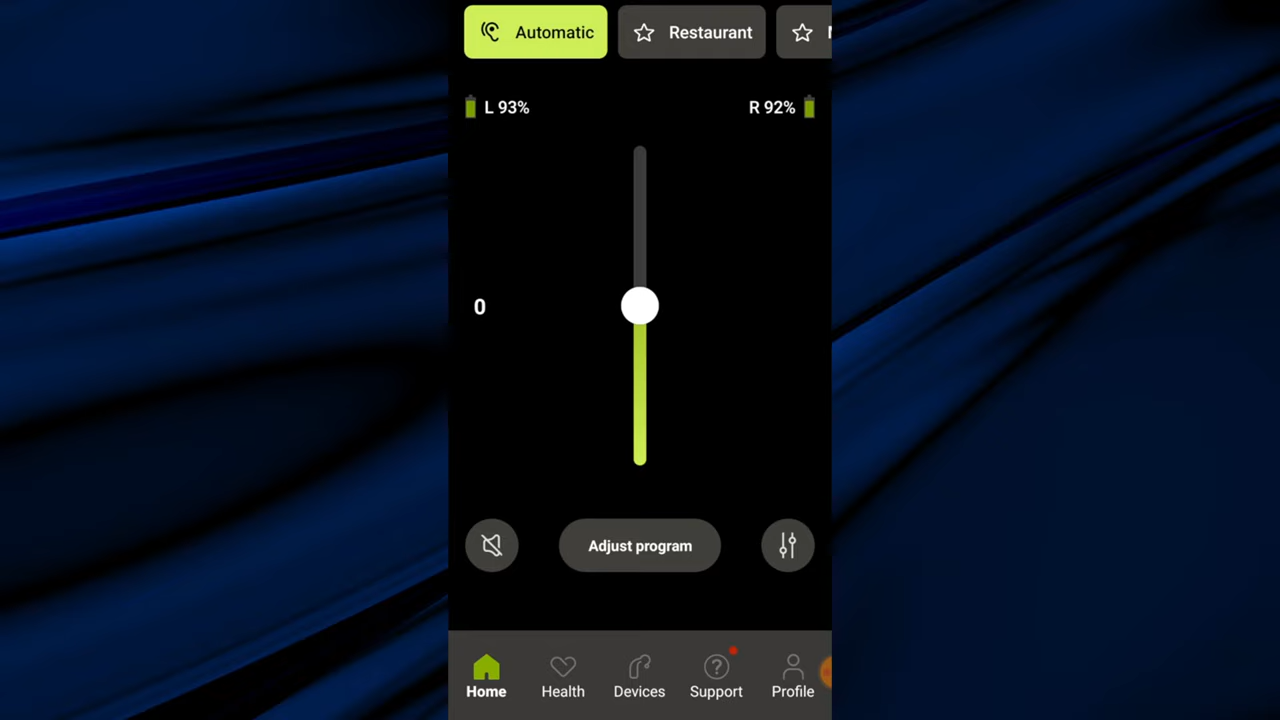 Automatic
Restaurant
L 93%
R 92%
0
Adjust program
Home
Health
Devices
Support
Profile